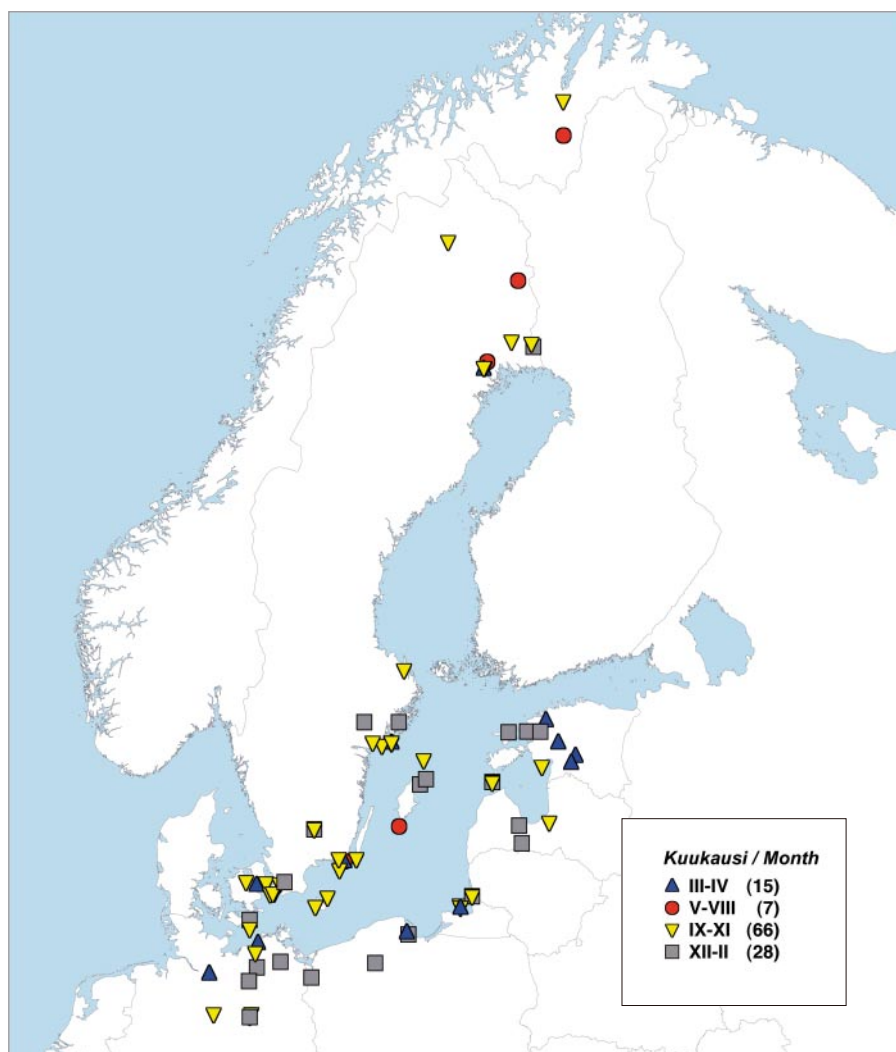 Kuukausi / Month
III-IV (15)
V-VIII (7)
IX-XI (66)
XII-II (28)